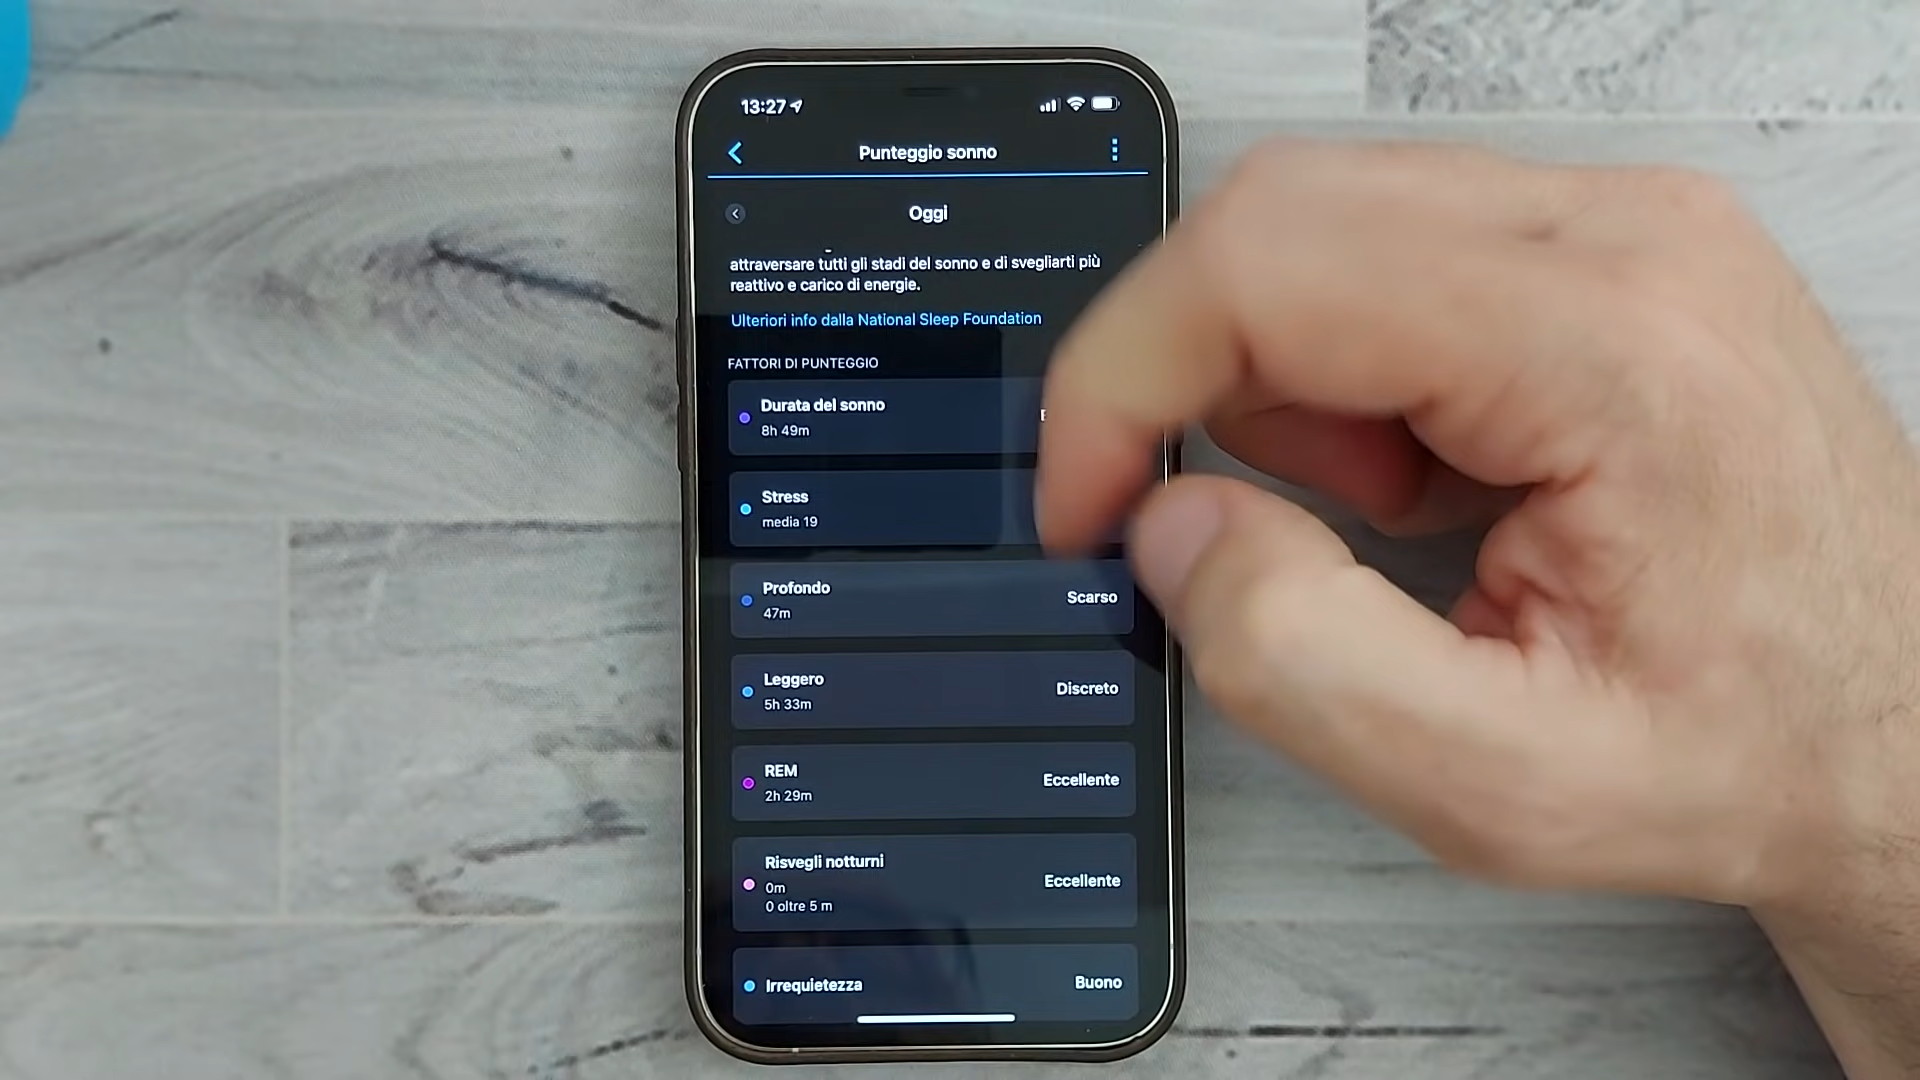 13:27
Punteggio sonno
Oggi
attraversare tutti gli stadi del sonno e di svegliarti più
reattivo e carico di energie.
Ulteriori info dalla National Sleep Foundation
FATTORI DI PUNTEGGIO
Durata del sonno
8h 49m
Stress
media 19
Profondo
47m
Scarso
Leggero
5h 33m
Discreto
REM
2h 29m
Eccellente
Risvegli notturni
0m
0 oltre 5 m
Eccellente
Irrequietezza
Buono